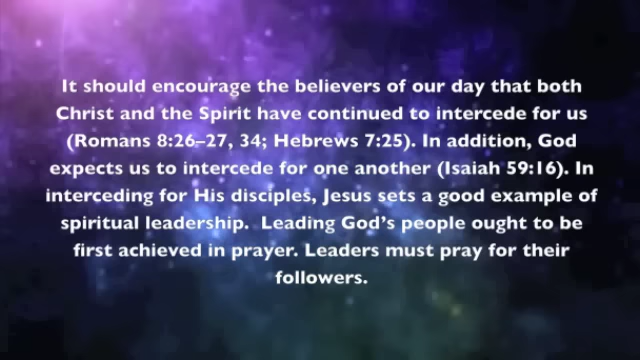 It should encourage the believers of our day that both
Christ and the Spirit have continued to intercede for us
(Romans 8:26–27, 34; Hebrews 7:25). In addition, God
expects us to intercede for one another (Isaiah 59:16). In
interceding for His disciples, Jesus sets a good example of
spiritual leadership.  Leading God’s people ought to be
first achieved in prayer. Leaders must pray for their
followers.